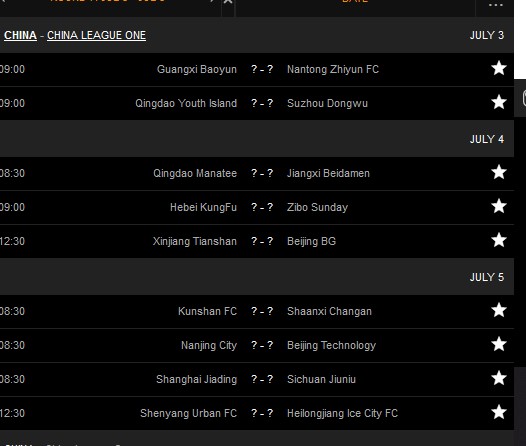 CHINA - CHINA LEAGUE ONE JULY 3
09:00 Guangxi Baoyun ? - ? Nantong Zhiyun FC
09:00 Qingdao Youth Island ? - ? Suzhou Dongwu
JULY 4
08:30 Qingdao Manatee ? - ? Jiangxi Beidamen
09:00 Hebei KungFu ? - ? Zibo Sunday
12:30 Xinjiang Tianshan ? - ? Beijing BG
JULY 5
08:30 Kunshan FC ? - ? Shaanxi Changan
08:30 Nanjing City ? - ? Beijing Technology
08:30 Shanghai Jiading ? - ? Sichuan Jiuniu
12:30 Shenyang Urban FC ? - ? Heilongjiang Ice City FC